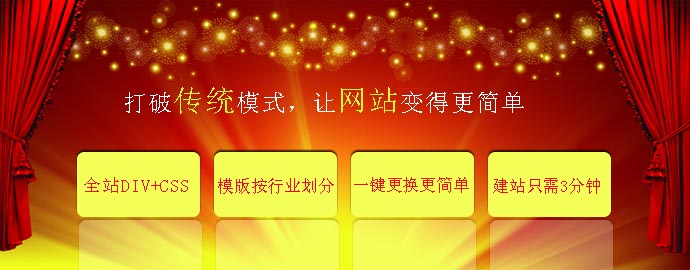 打破传统模式，让网站变得更简单
全站DIV+CSS
模版按行业划分
一键更换更简单
建站只需3分钟